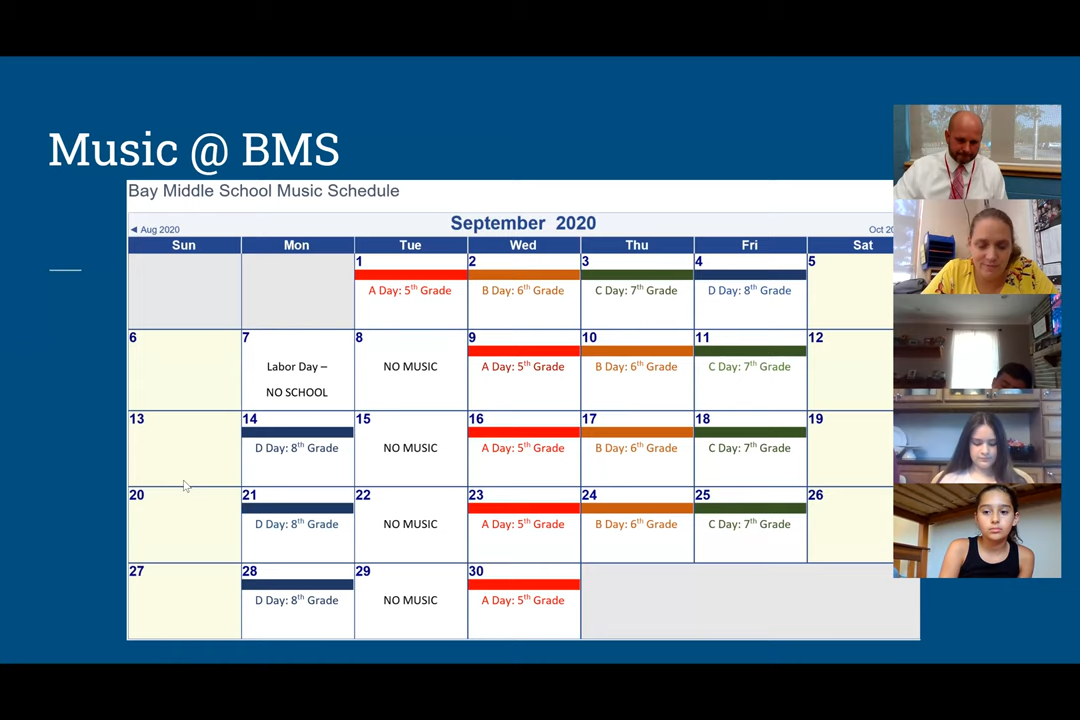 Music @ BMS
Bay Middle School Music Schedule
◄ Aug 2020
September 2020
Oct 20
Sun Mon Tue Wed Thu Fri Sat
1 2 3 4 5
A Day: 5th Grade B Day: 6th Grade C Day: 7th Grade D Day: 8th Grade
6 7 8 9 10 11 12
Labor Day – NO MUSIC A Day: 5th Grade B Day: 6th Grade C Day: 7th Grade
NO SCHOOL
13 14 15 16 17 18 19
D Day: 8th Grade NO MUSIC A Day: 5th Grade B Day: 6th Grade C Day: 7th Grade
20 21 22 23 24 25 26
D Day: 8th Grade NO MUSIC A Day: 5th Grade B Day: 6th Grade C Day: 7th Grade
27 28 29 30
D Day: 8th Grade NO MUSIC A Day: 5th Grade